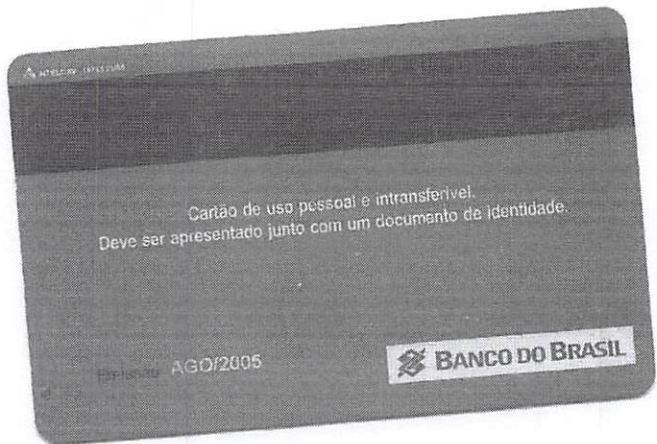 Cartão de uso pessoal e intransferível.
Deve ser apresentado junto com um documento de identidade.
Emissão AGO/2005
BANCO DO BRASIL